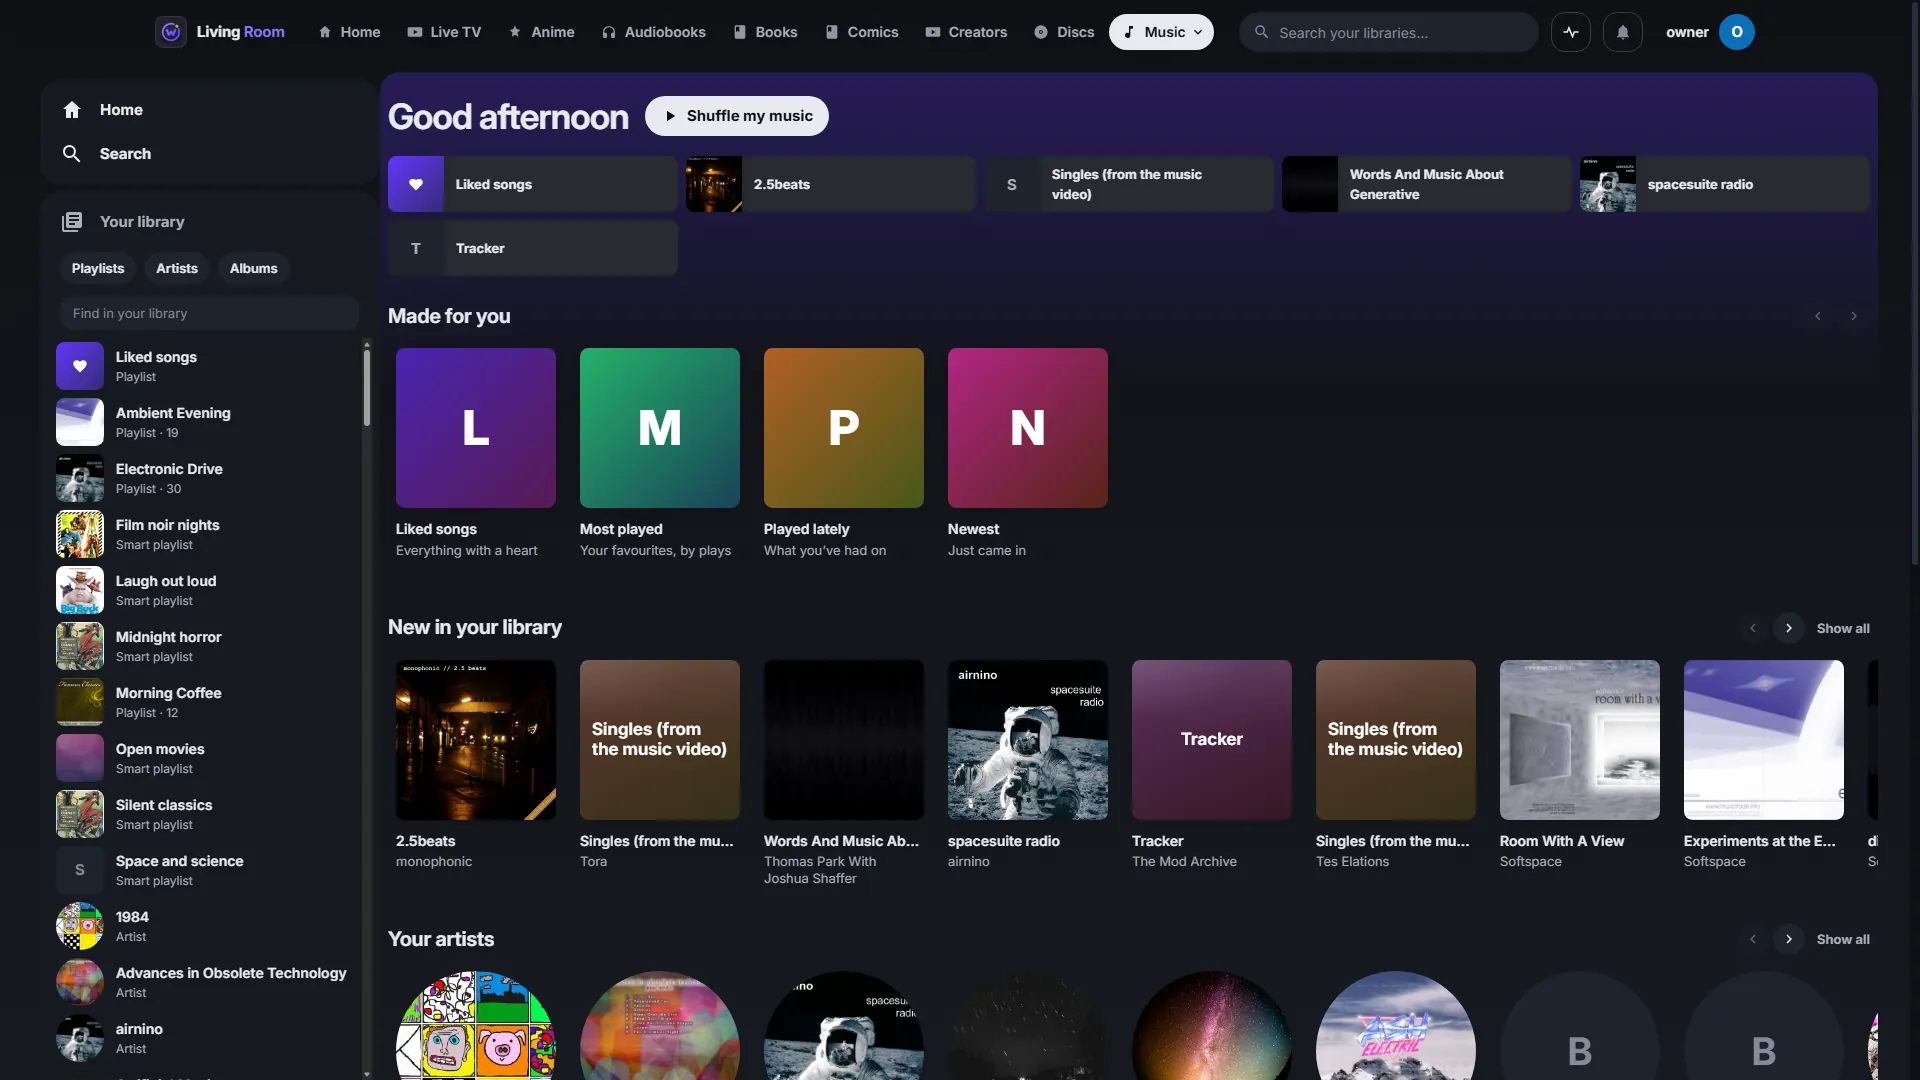 Living Room
Home
Live TV
Anime
Audiobooks
Books
Comics
Creators
Discs
Music
Search your libraries...
owner
O
Home
Search
Your library
Playlists
Artists
Albums
Find in your library
Liked songs
Playlist
Ambient Evening
Playlist · 19
Electronic Drive
Playlist · 30
Film noir nights
Smart playlist
Laugh out loud
Smart playlist
Midnight horror
Smart playlist
Morning Coffee
Playlist · 12
Open movies
Smart playlist
Silent classics
Smart playlist
S
Space and science
Smart playlist
1984
Artist
Advances in Obsolete Technology
Artist
airnino
Artist
Good afternoon
Shuffle my music
Liked songs
2.5beats
S
Singles (from the music
video)
Words And Music About
Generative
spacesuite radio
T
Tracker
Made for you
L
M
P
N
Liked songs
Everything with a heart
Most played
Your favourites, by plays
Played lately
What you've had on
Newest
Just came in
New in your library
Show all
monophonic // 2.5 beats
Singles (from
the music video)
airnino
spacesuite
radio
Tracker
Singles (from
the music video)
room with a v
2.5beats
monophonic
Singles (from the mu...
Tora
Words And Music Ab...
Thomas Park With
Joshua Shaffer
spacesuite radio
airnino
Tracker
The Mod Archive
Singles (from the mu...
Tes Elations
Room With A View
Softspace
Experiments at the E...
Softspace
Your artists
Show all
ELECTRIC
B
B